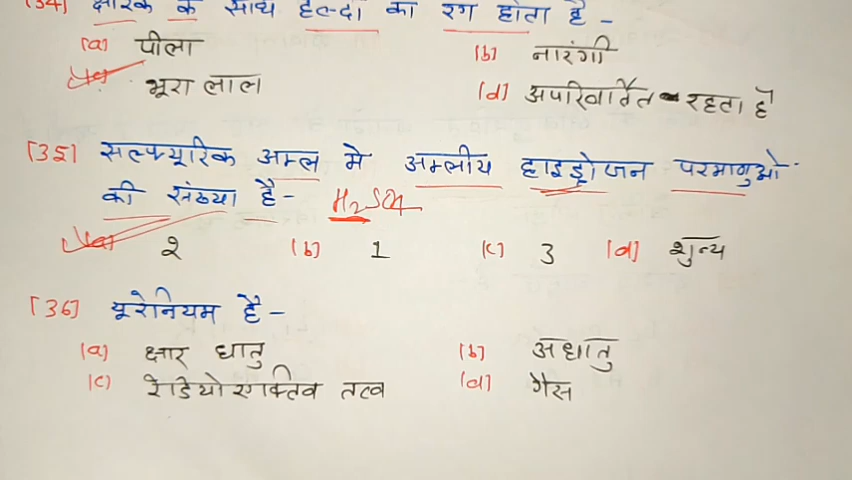 [34] क्षारक के साथ हल्दी का रंग होता है -
(a) पीला (b) नारंगी
भूरा लाल (d) अपरिवर्तित रहता है
[35] सल्फ्यूरिक अम्ल मे अम्लीय हाइड्रोजन परमाणुओ
की संख्या है - H2SO4
(a) 2 (b) 1 (c) 3 (d) शुन्य
[36] यूरेनियम है -
(a) क्षार धातु (b) अधातु
(c) रेडियोएक्टिव तत्व (d) गैस